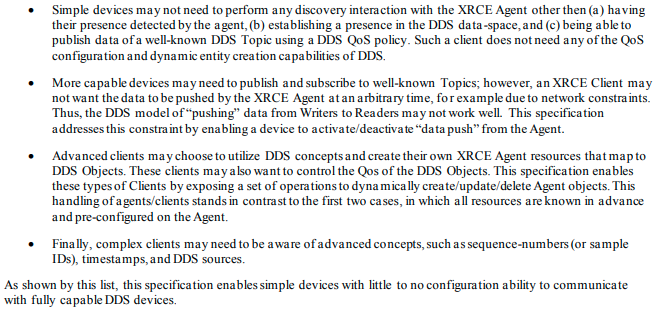 • Simple devices may not need to perform any discovery interaction with the XRCE Agent other then (a) having
their presence detected by the agent, (b) establishing a presence in the DDS data-space, and (c) being able to
publish data of a well-known DDS Topic using a DDS QoS policy. Such a client does not need any of the QoS
configuration and dynamic entity creation capabilities of DDS.
• More capable devices may need to publish and subscribe to well-known Topics; however, an XRCE Client may
not want the data to be pushed by the XRCE Agent at an arbitrary time, for example due to network constraints.
Thus, the DDS model of “pushing” data from Writers to Readers may not work well. This specification
addresses this constraint by enabling a device to activate/deactivate “data push” from the Agent.
• Advanced clients may choose to utilize DDS concepts and create their own XRCE Agent resources that map to
DDS Objects. These clients may also want to control the Qos of the DDS Objects. This specification enables
these types of Clients by exposing a set of operations to dynamically create/update/delete Agent objects. This
handling of agents/clients stands in contrast to the first two cases, in which all resources are known in advance
and pre-configured on the Agent.
• Finally, complex clients may need to be aware of advanced concepts, such as sequence-numbers (or sample
IDs), timestamps, and DDS sources.
As shown by this list, this specification enables simple devices with little to no configuration ability to communicate
with fully capable DDS devices.